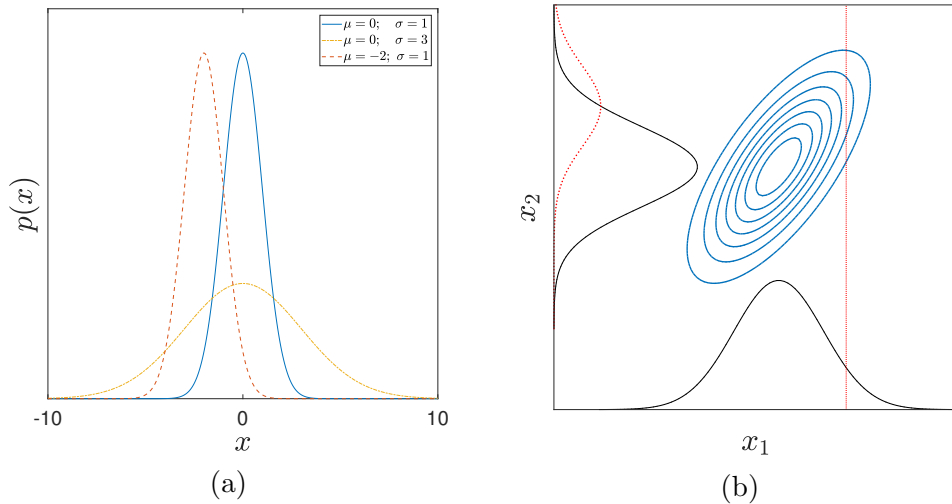 μ = 0; σ = 1
μ = 0; σ = 3
μ = −2; σ = 1
p(x)
-10 0 10
x
(a)
x₂
x₁
(b)